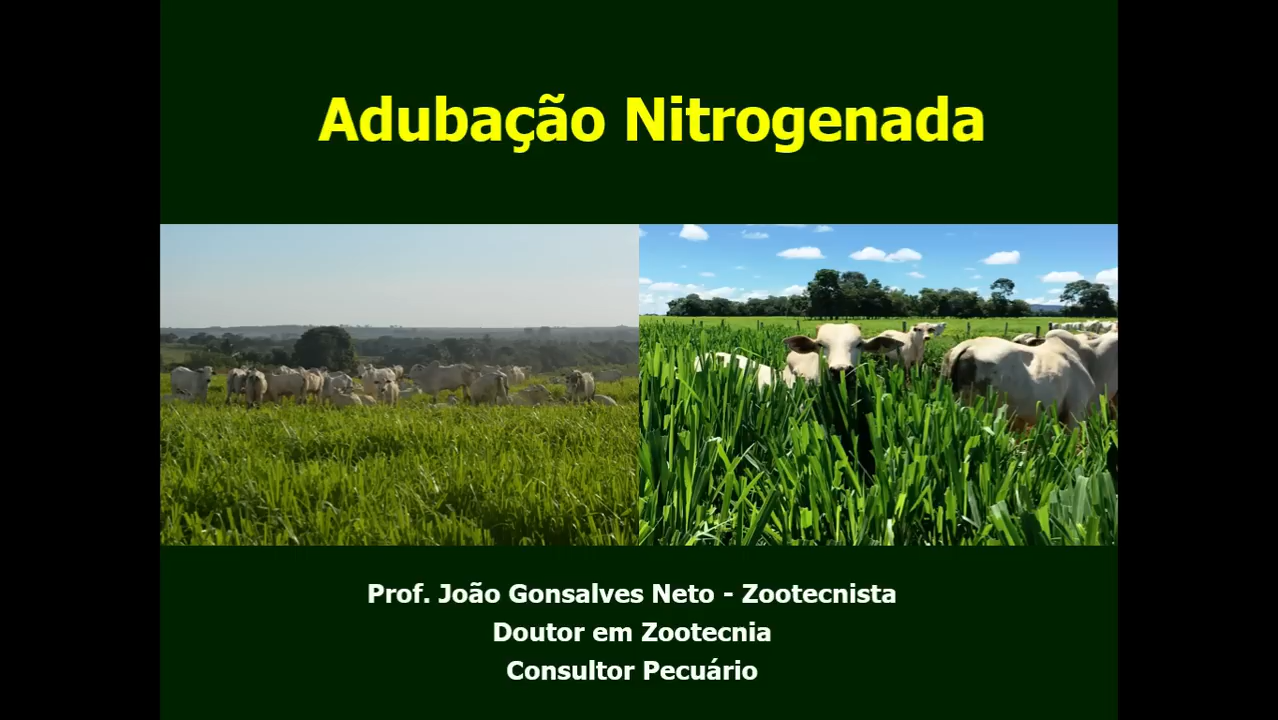 Adubação Nitrogenada
Prof. João Gonsalves Neto - Zootecnista
Doutor em Zootecnia
Consultor Pecuário